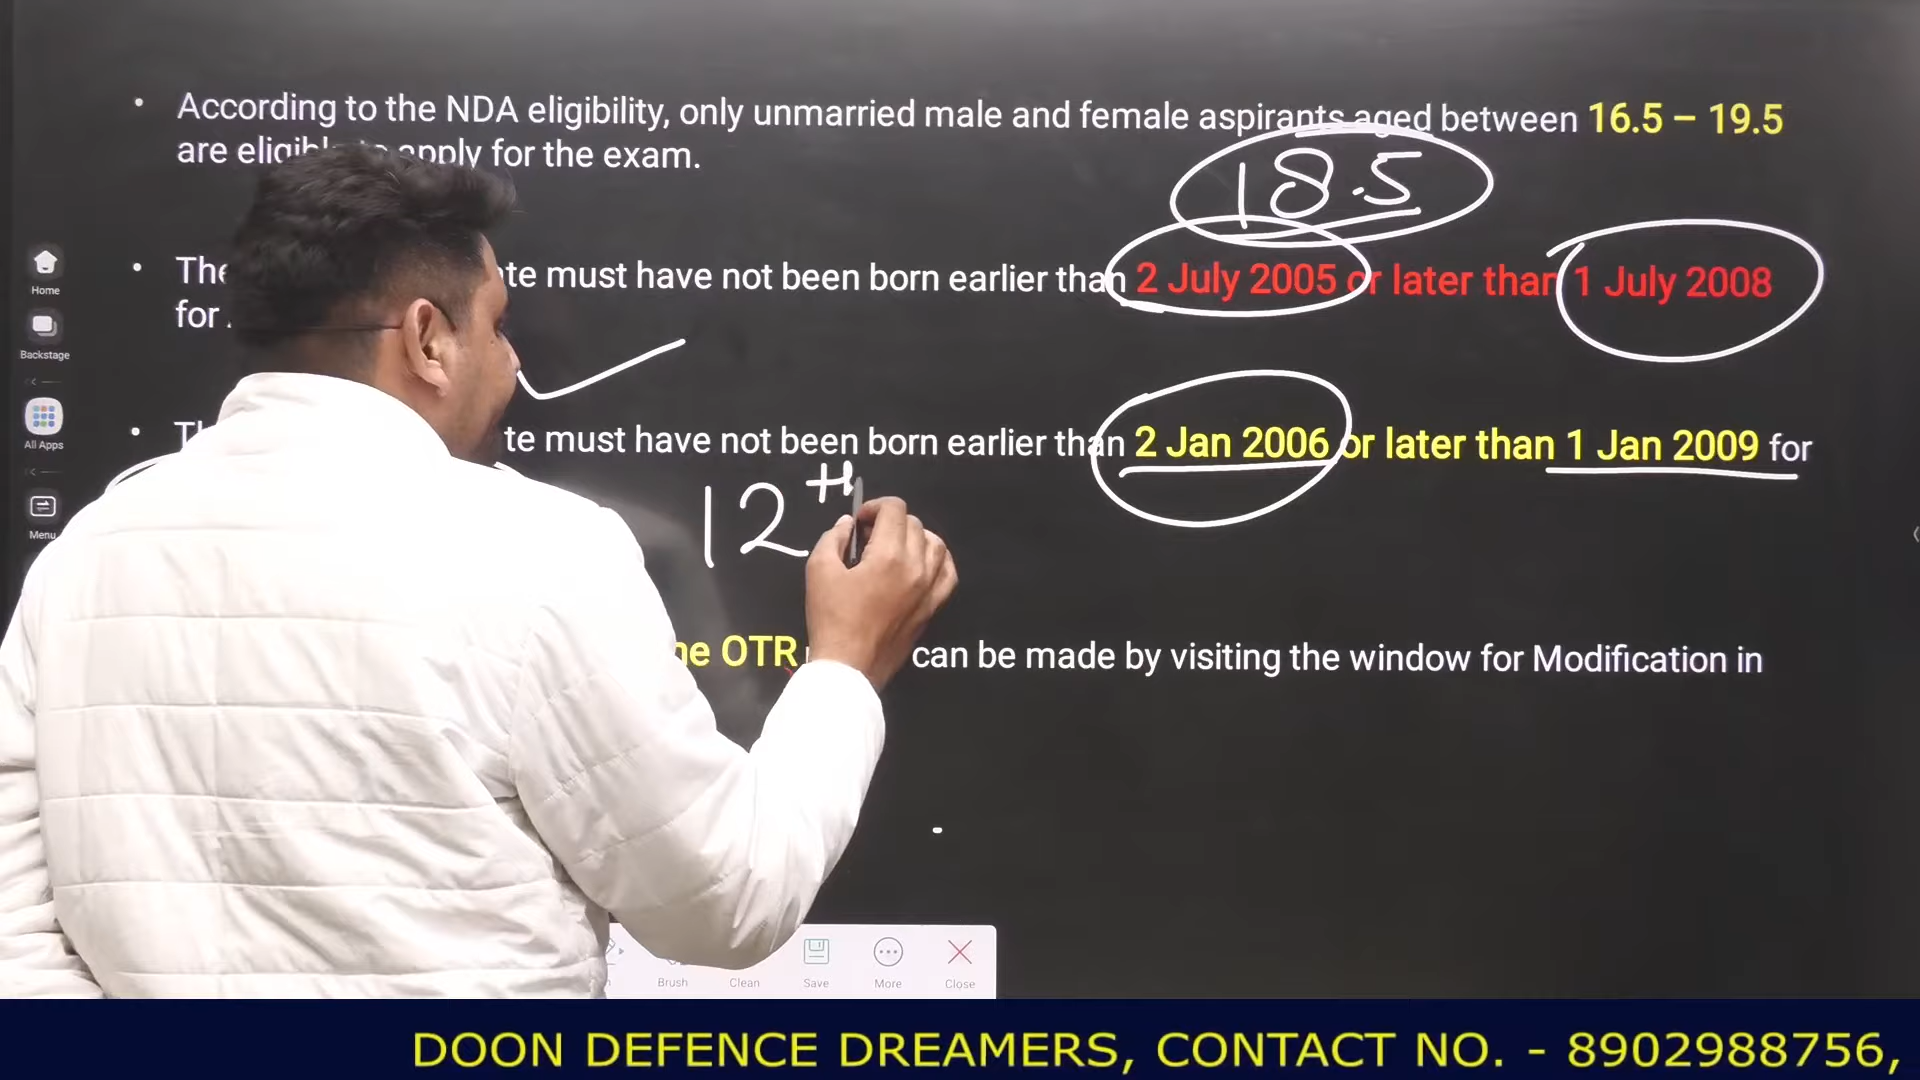 According to the NDA eligibility, only unmarried male and female aspirants aged between 16.5 – 19.5
are apply for the exam.
18.5
The must have not been born earlier than 2 July 2005 or later than 1 July 2008
for
must have not been born earlier than 2 Jan 2006 or later than 1 Jan 2009 for
12th
OTR can be made by visiting the window for Modification in
Home
Backstage
All Apps
Menu
Brush
Clean
Save
More
Close
DOON DEFENCE DREAMERS, CONTACT NO. - 8902988756,